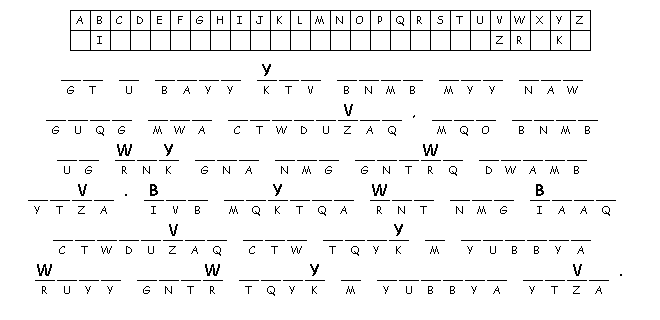 A B C D E F G H I J K L M N O P Q R S T U V W X Y Z
I Z R K
Y
GT U BAYY KTV BNMB MYY NAW
V ,
GUQG MWA CTWDUZAQ MQO BNMB
W Y W
UG RNK GNA NMG GNTRQ DWAMB
V . B Y W B
YTZA IVB MQKTQA RNT NMG IAAQ
V Y
CTWDUZAQ CTW TQYK M YUBBYA
W W Y V .
RUYY GNTR TQYK M YUBBYA YTZA